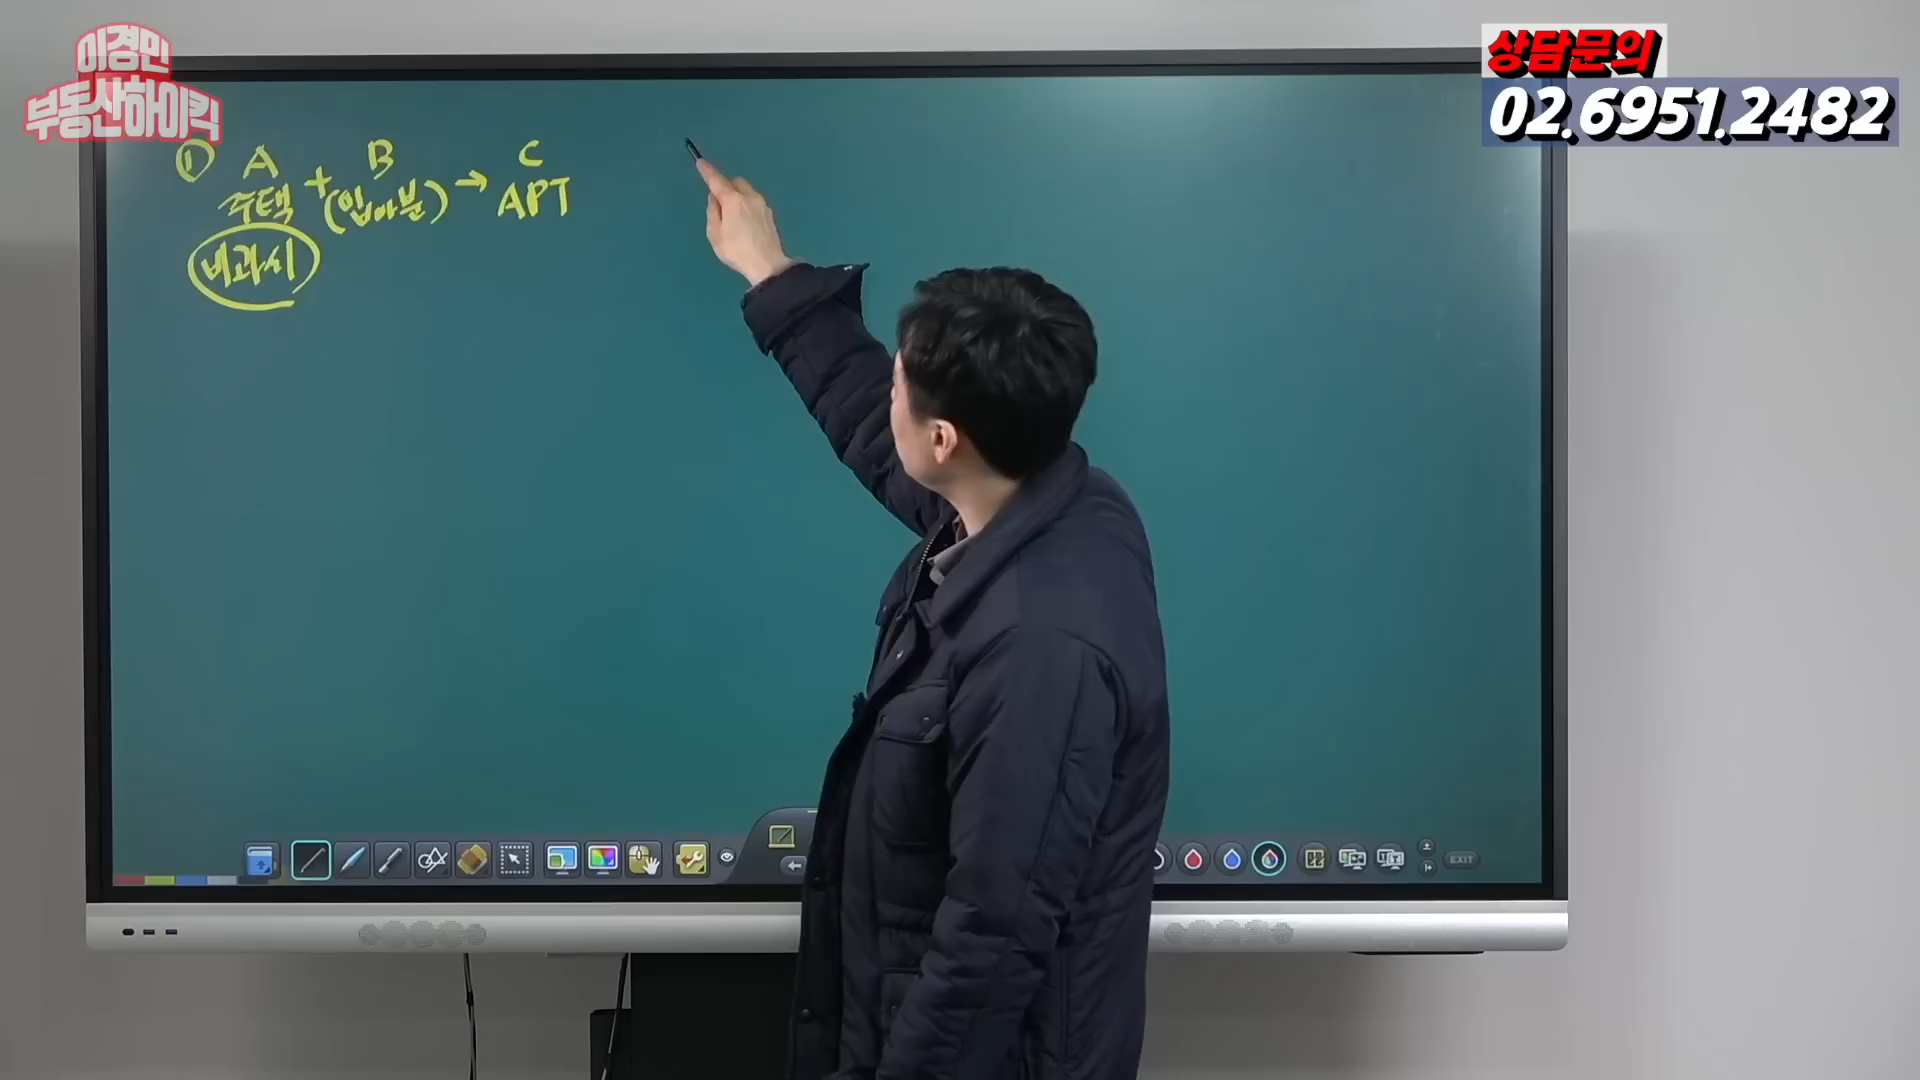 이경민
부동산하이킥
상담문의
02.6951.2482
① A B C
주택 + (입아분) → APT
비과시
EXIT